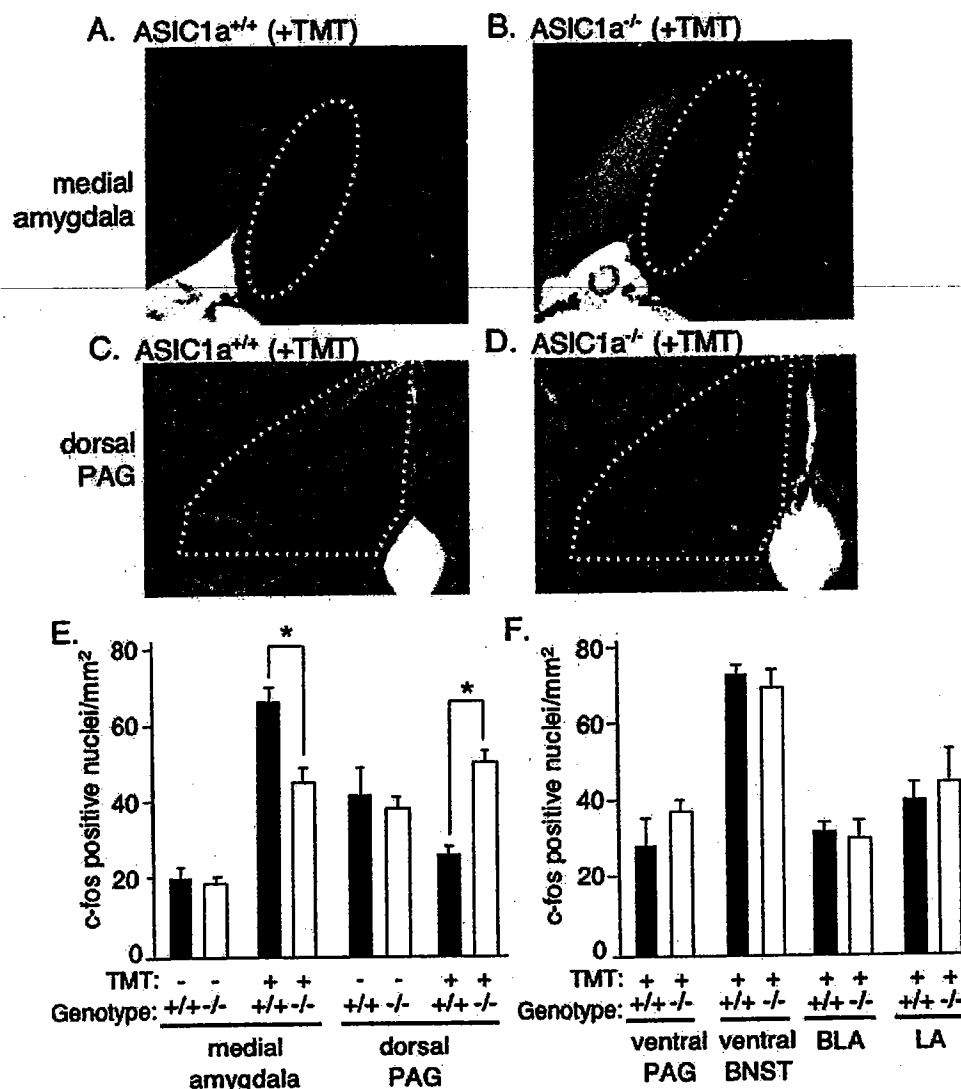 A. ASIC1a+/+ (+TMT)
B. ASIC1a-/- (+TMT)
medial
amygdala
C. ASIC1a+/+ (+TMT)
D. ASIC1a-/- (+TMT)
dorsal
PAG
E.
c-fos positive nuclei/mm²
80
60
40
20
0
*
*
TMT: - - + + - - + +
Genotype: +/+ -/- +/+ -/- +/+ -/- +/+ -/-
medial
amygdala
dorsal
PAG
F.
c-fos positive nuclei/mm²
80
60
40
20
0
+ + + + + + + +
+/+ -/- +/+ -/- +/+ -/- +/+ -/-
ventral
PAG
ventral
BNST
BLA
LA